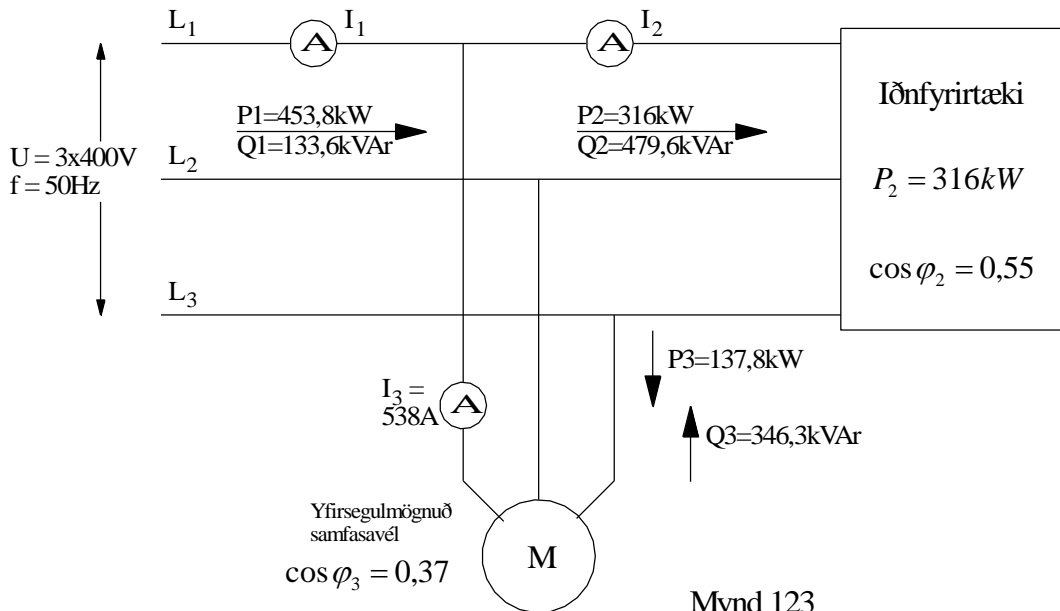 L₁
A
I₁
A
I₂
P1=453,8kW
Q1=133,6kVAr
P2=316kW
Q2=479,6kVAr
Iðnfyrirtæki
P₂ = 316kW
cos φ₂ = 0,55
U = 3x400V
f = 50Hz
L₂
L₃
I₃ =
538A
A
P3=137,8kW
Q3=346,3kVAr
Yfirsegulmögnuð
samfasavél
cos φ₃ = 0,37
M
Mynd 123